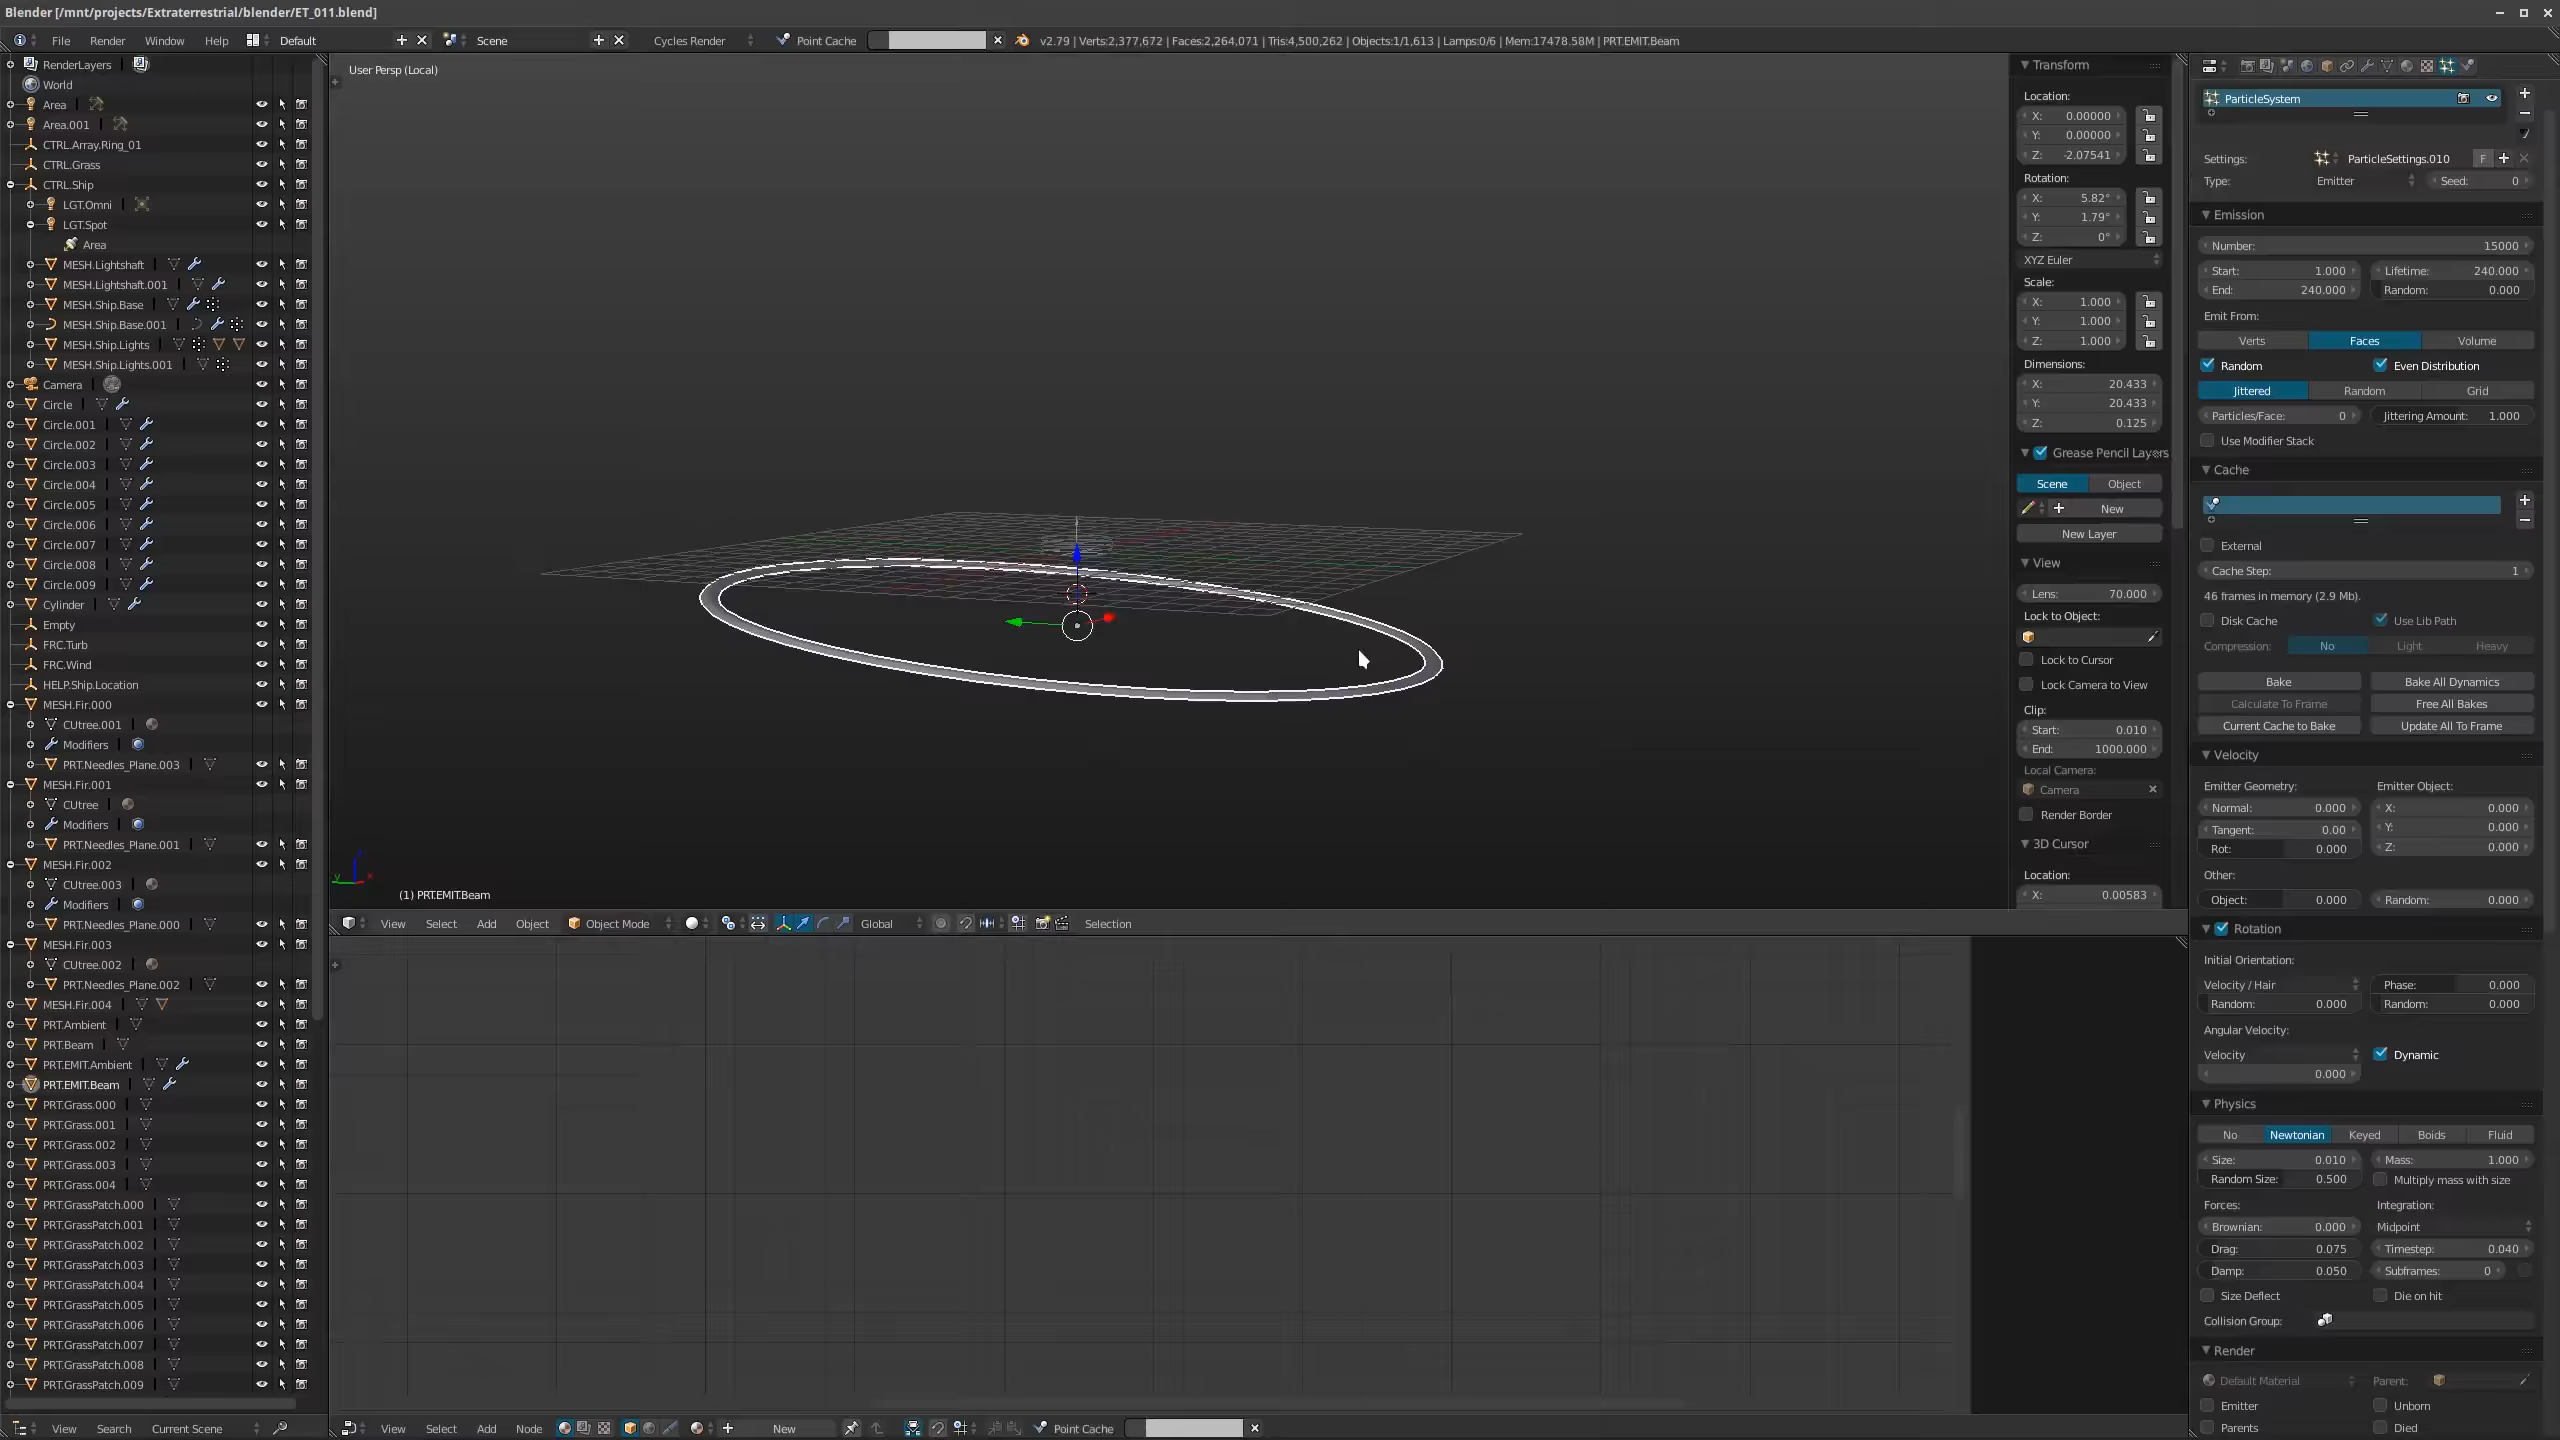 Blender [/mnt/projects/Extraterrestrial/blender/ET_011.blend]
File Render Window Help Default Scene Cycles Render Point Cache v2.79 | Verts:2,377,672 | Faces:2,264,071 | Tris:4,500,262 | Objects:1/1,613 | Lamps:0/6 | Mem:17478.58M | PRT.EMIT.Beam
RenderLayers
World
Area
Area.001
CTRL.Array.Ring_01
CTRL.Grass
CTRL.Ship
LGT.Omni
LGT.Spot
Area
MESH.Lightshaft
MESH.Lightshaft.001
MESH.Ship.Base
MESH.Ship.Base.001
MESH.Ship.Lights
MESH.Ship.Lights.001
Camera
Circle
Circle.001
Circle.002
Circle.003
Circle.004
Circle.005
Circle.006
Circle.007
Circle.008
Circle.009
Cylinder
Empty
FRC.Turb
FRC.Wind
HELP.Ship.Location
MESH.Fir.000
CUtree.001
Modifiers
PRT.Needles_Plane.003
MESH.Fir.001
CUtree
Modifiers
PRT.Needles_Plane.001
MESH.Fir.002
CUtree.003
Modifiers
PRT.Needles_Plane.000
MESH.Fir.003
CUtree.002
PRT.Needles_Plane.002
MESH.Fir.004
PRT.Ambient
PRT.Beam
PRT.EMIT.Ambient
PRT.EMIT.Beam
PRT.Grass.000
PRT.Grass.001
PRT.Grass.002
PRT.Grass.003
PRT.Grass.004
PRT.GrassPatch.000
PRT.GrassPatch.001
PRT.GrassPatch.002
PRT.GrassPatch.003
PRT.GrassPatch.004
PRT.GrassPatch.005
PRT.GrassPatch.006
PRT.GrassPatch.007
PRT.GrassPatch.008
PRT.GrassPatch.009
View Search Current Scene
User Persp (Local)
y x
(1) PRT.EMIT.Beam
View Select Add Object Object Mode Global Selection
View Select Add Node New Point Cache
Transform
Location:
X: 0.00000
Y: 0.00000
Z: -2.07541
Rotation:
X: 5.82°
Y: 1.79°
Z: 0°
XYZ Euler
Scale:
X: 1.000
Y: 1.000
Z: 1.000
Dimensions:
X: 20.433
Y: 20.433
Z: 0.125
Grease Pencil Layers
Scene Object
New
New Layer
View
Lens: 70.000
Lock to Object:
Lock to Cursor
Lock Camera to View
Clip:
Start: 0.010
End: 1000.000
Local Camera:
Camera
Render Border
3D Cursor
Location:
X: 0.00583
ParticleSystem
Settings: ParticleSettings.010 F
Type: Emitter Seed: 0
Emission
Number: 15000
Start: 1.000 Lifetime: 240.000
End: 240.000 Random: 0.000
Emit From:
Verts Faces Volume
Random Even Distribution
Jittered Random Grid
Particles/Face: 0 Jittering Amount: 1.000
Use Modifier Stack
Cache
External
Cache Step: 1
46 frames in memory (2.9 Mb).
Disk Cache Use Lib Path
Compression: No Light Heavy
Bake Bake All Dynamics
Calculate To Frame Free All Bakes
Current Cache to Bake Update All To Frame
Velocity
Emitter Geometry: Emitter Object:
Normal: 0.000 X: 0.000
Tangent: 0.00 Y: 0.000
Rot: 0.000 Z: 0.000
Other:
Object: 0.000 Random: 0.000
Rotation
Initial Orientation:
Velocity / Hair Phase: 0.000
Random: 0.000 Random: 0.000
Angular Velocity:
Velocity Dynamic
0.000
Physics
No Newtonian Keyed Boids Fluid
Size: 0.010 Mass: 1.000
Random Size: 0.500 Multiply mass with size
Forces: Integration:
Brownian: 0.000 Midpoint
Drag: 0.075 Timestep: 0.040
Damp: 0.050 Subframes: 0
Size Deflect Die on hit
Collision Group:
Render
Default Material Parent:
Emitter Unborn
Parents Died